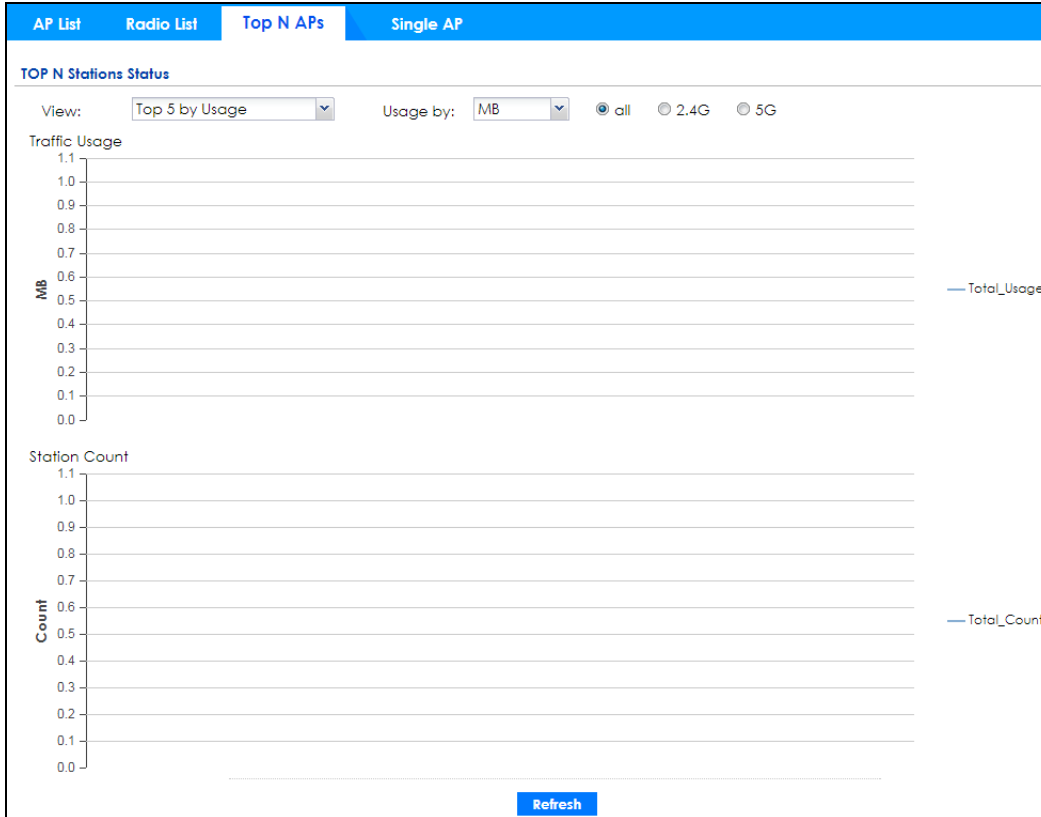 AP List Radio List Top N APs Single AP
TOP N Stations Status
View: Top 5 by Usage Usage by: MB all 2.4G 5G
Traffic Usage
1.1
1.0
0.9
0.8
0.7
0.6
0.5
0.4
0.3
0.2
0.1
0.0
MB
Total_Usage
Station Count
1.1
1.0
0.9
0.8
0.7
0.6
0.5
0.4
0.3
0.2
0.1
0.0
Count
Total_Count
Refresh